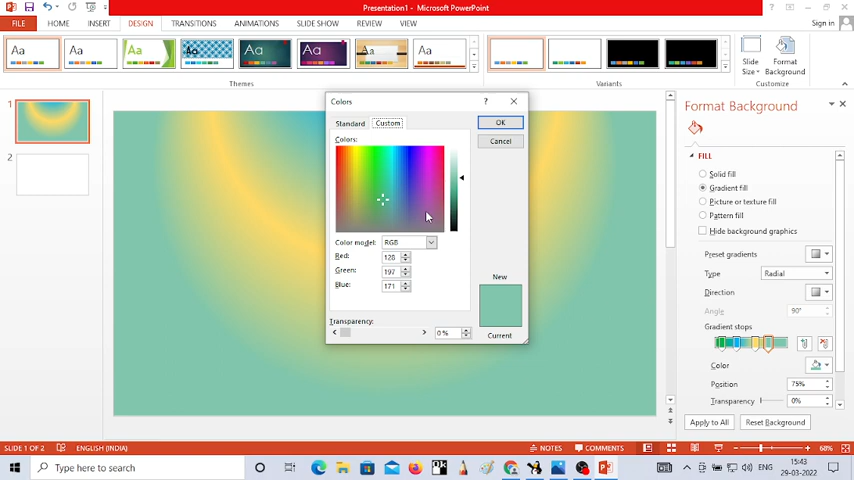 Presentation1 - Microsoft PowerPoint
FILE HOME INSERT DESIGN TRANSITIONS ANIMATIONS SLIDE SHOW REVIEW VIEW Sign in
Aa Aa Aa Aa Aa Aa Aa Aa
Slide Size
Format Background
Themes Variants Customize
1
2
Colors
Standard Custom
OK
Cancel
Colors:
Color model: RGB
Red: 128
Green: 197
Blue: 171
New
Current
Transparency:
0 %
Format Background
FILL
Solid fill
Gradient fill
Picture or texture fill
Pattern fill
Hide background graphics
Preset gradients
Type Radial
Direction
Angle 90°
Gradient stops
Color
Position 75%
Transparency 0%
Apply to All Reset Background
SLIDE 1 OF 2 ENGLISH (INDIA) NOTES COMMENTS 68%
Type here to search
ENG
15:43
29-03-2022